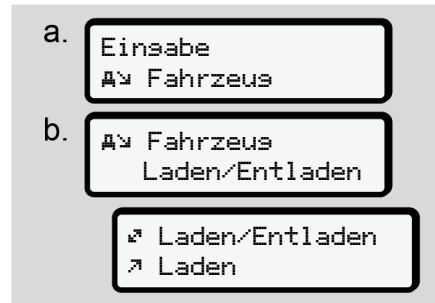 a.
Eingabe
Fahrzeug
b.
Fahrzeug
Laden/Entladen
Laden/Entladen
Laden